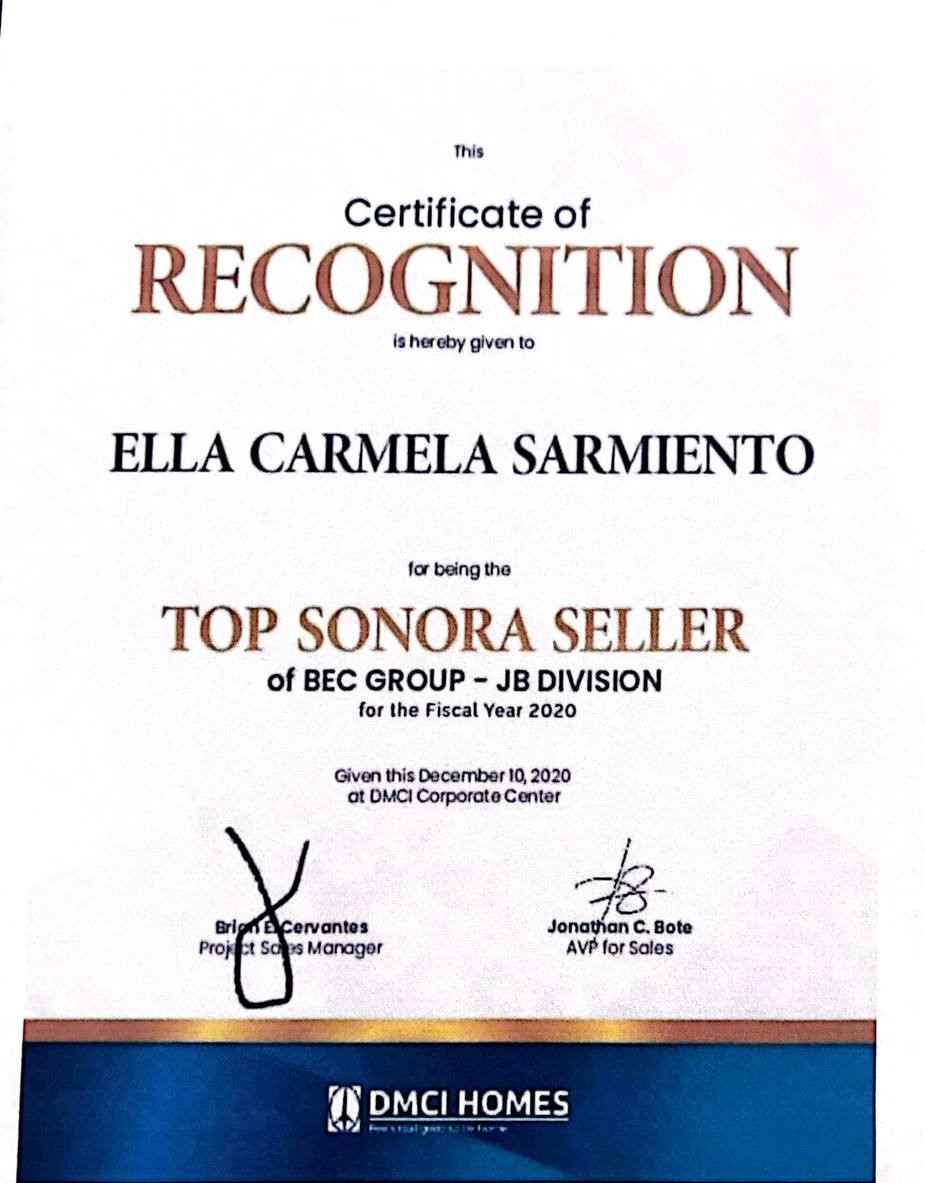 This
Certificate of
RECOGNITION
is hereby given to
ELLA CARMELA SARMIENTO
for being the
TOP SONORA SELLER
of BEC GROUP - JB DIVISION
for the Fiscal Year 2020
Given this December 10, 2020
at DMCI Corporate Center
Brian E. Cervantes
Project Sales Manager
Jonathan C. Bote
AVP for Sales
DMCI HOMES